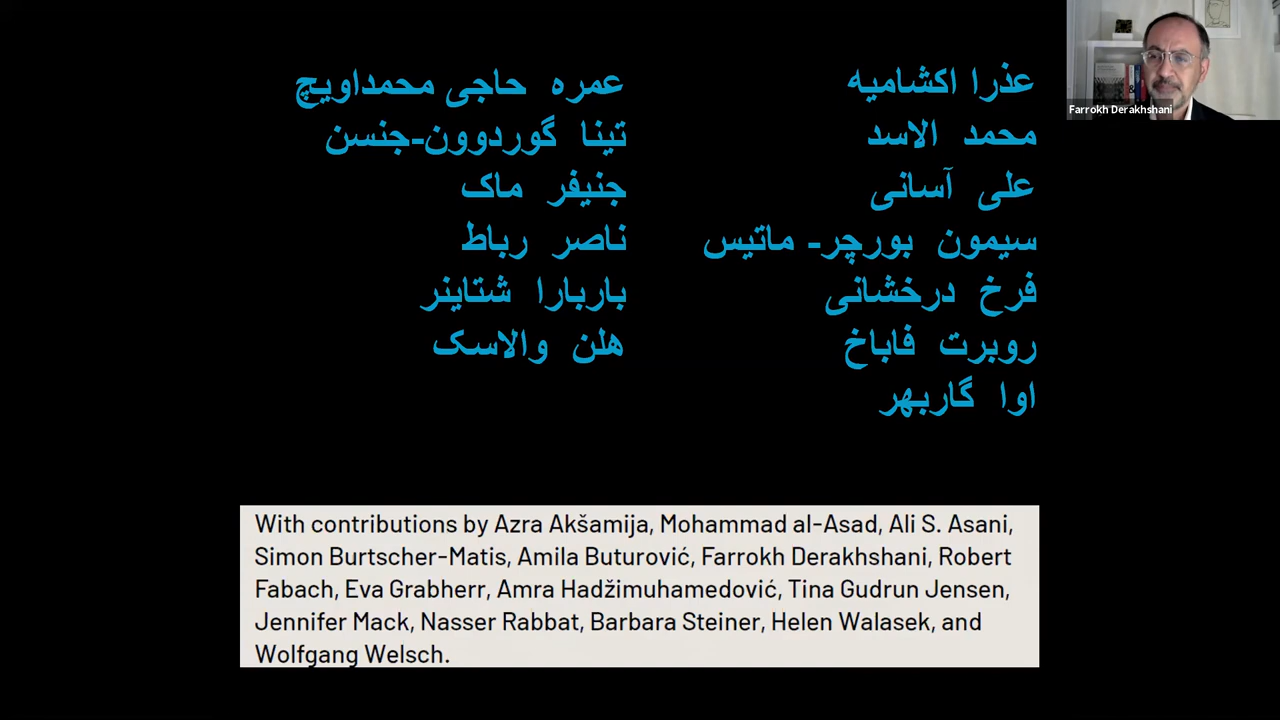 عذرا اکشامیه
محمد الاسد
علی آسانی
سیمون بورچر- ماتیس
فرخ درخشانی
روبرت فاباخ
اوا گاربهر
عمره حاجی محمداویچ
تینا گوردوون-جنسن
جنیفر ماک
ناصر رباط
باربارا شتاینر
هلن والاسک
With contributions by Azra Akšamija, Mohammad al-Asad, Ali S. Asani,
Simon Burtscher-Matis, Amila Buturović, Farrokh Derakhshani, Robert
Fabach, Eva Grabherr, Amra Hadžimuhamedović, Tina Gudrun Jensen,
Jennifer Mack, Nasser Rabbat, Barbara Steiner, Helen Walasek, and
Wolfgang Welsch.
Farrokh Derakhshani